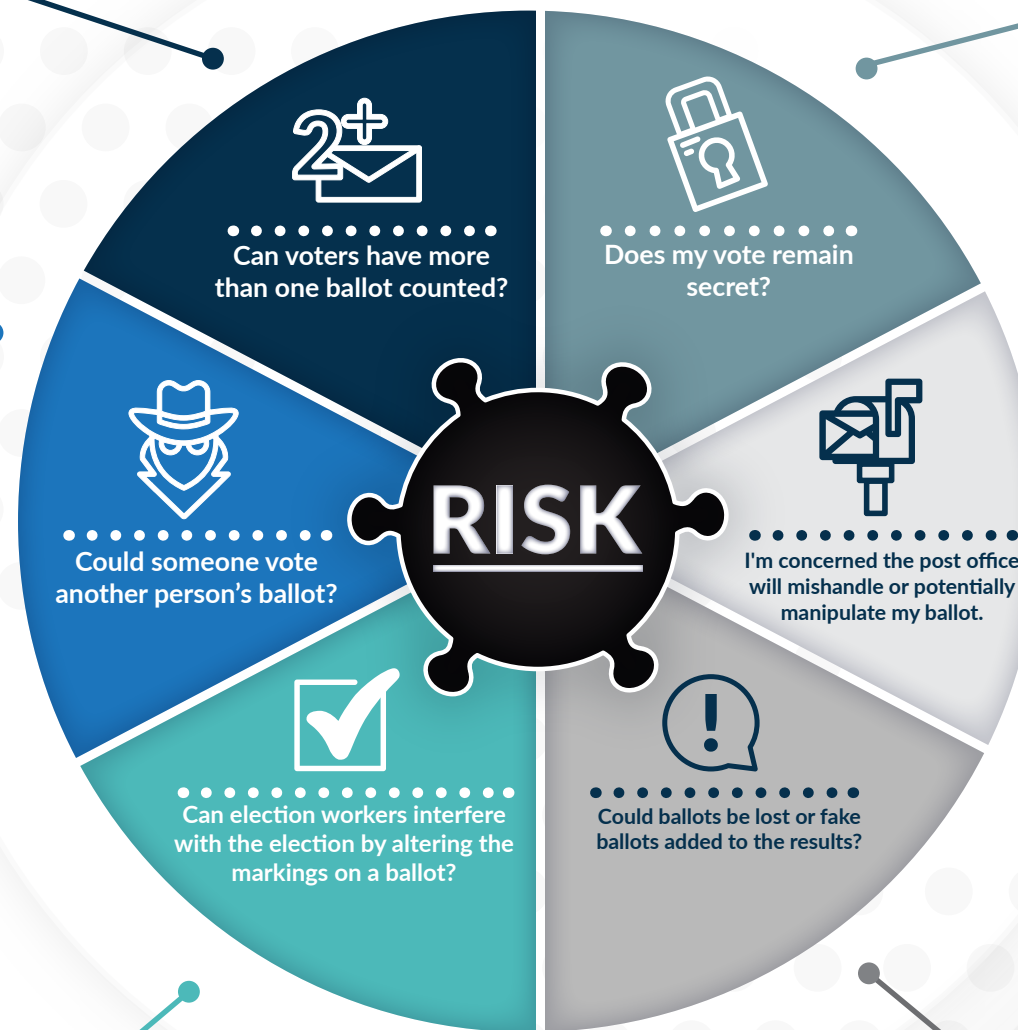 2+
Can voters have more
than one ballot counted?
Does my vote remain
secret?
Could someone vote
another person’s ballot?
RISK
I'm concerned the post office
will mishandle or potentially
manipulate my ballot.
Can election workers interfere
with the election by altering the
markings on a ballot?
!
Could ballots be lost or fake
ballots added to the results?